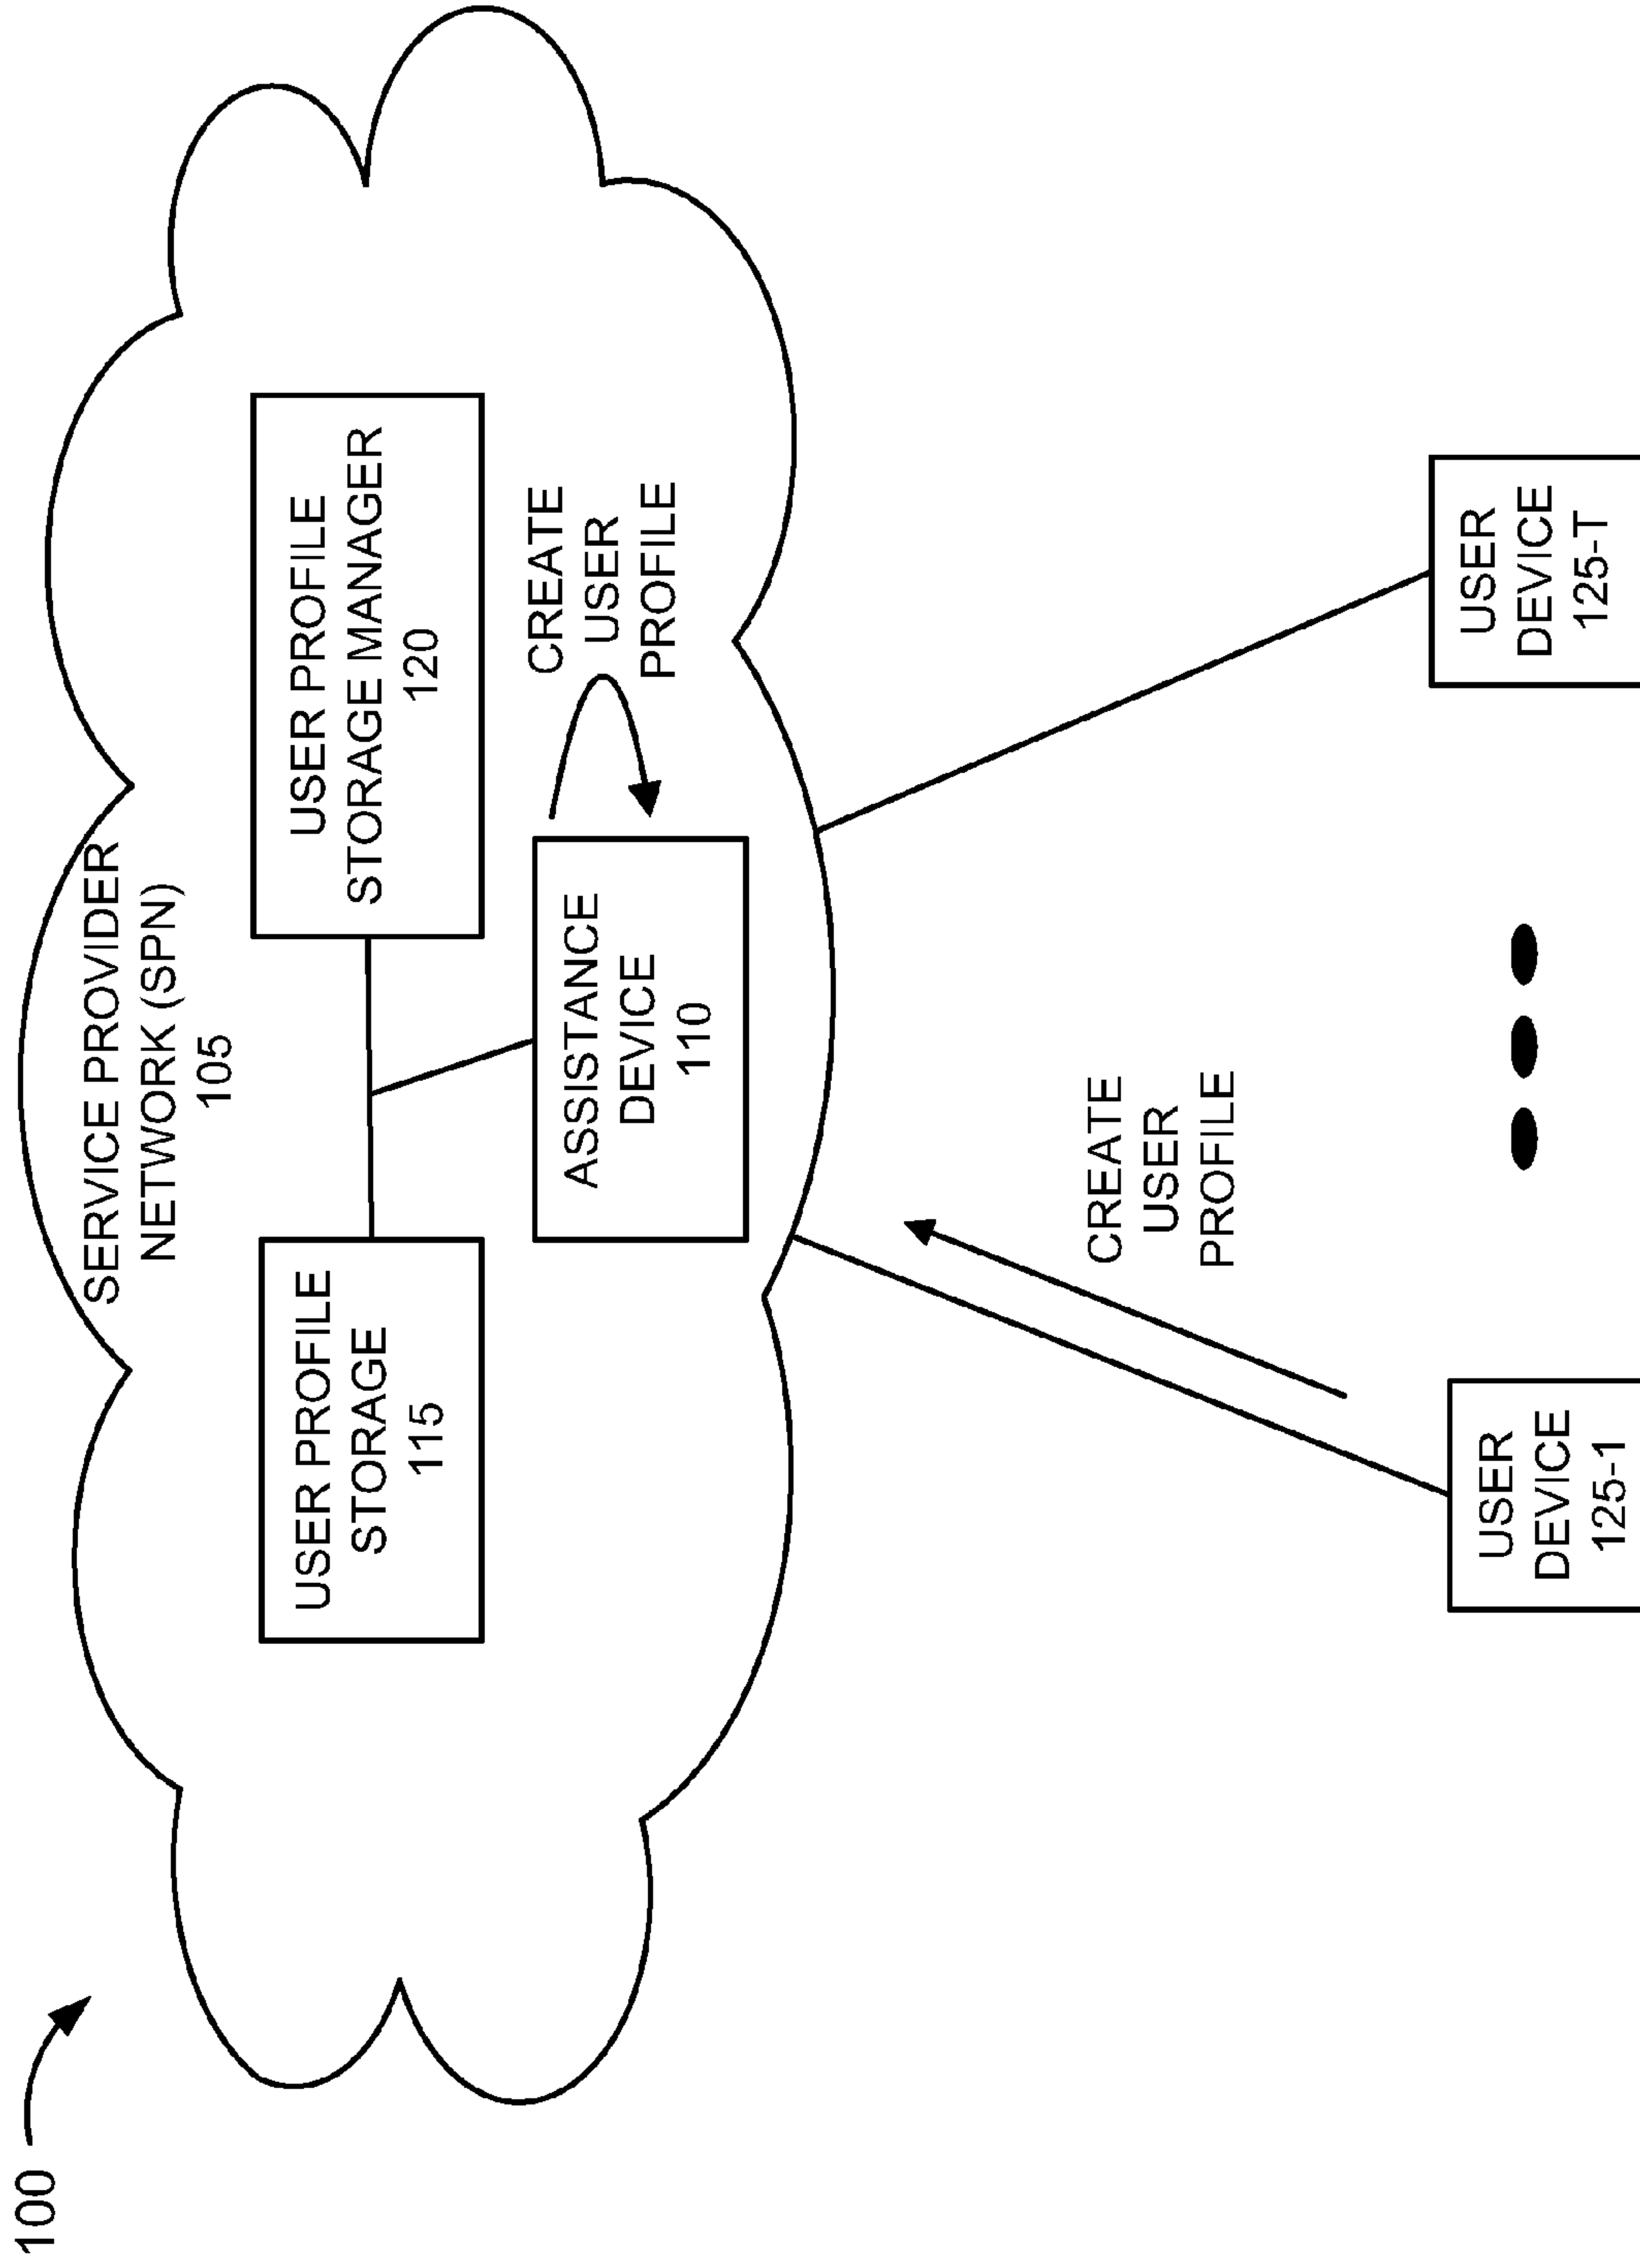 100
SERVICE PROVIDER
NETWORK (SPN)
105
USER PROFILE
STORAGE
115
USER PROFILE
STORAGE MANAGER
120
ASSISTANCE
DEVICE
110
CREATE
USER
PROFILE
CREATE
USER
PROFILE
USER
DEVICE
125-1
USER
DEVICE
125-T